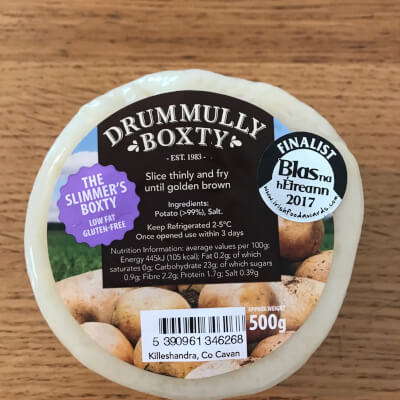 DRUMMULLY
BOXTY
- EST. 1983 -
Slice thinly and fry
until golden brown
Ingredients:
Potato (>99%), Salt.
Keep Refrigerated 2-5°C
Once opened use within 3 days
Nutrition Information: average values per 100g:
Energy 445kJ (105 kcal); Fat 0.2g; of which
saturates 0g; Carbohydrate 23g; of which sugars
0.9g; Fibre 2.2g; Protein 1.7g; Salt 0.39g
THE
SLIMMER'S
BOXTY
LOW FAT
GLUTEN-FREE
FINALIST
Blas na
hÉireann
2017
www.irishfoodawards.com
APPROX WEIGHT
500g
5 390961 346268
Killeshandra, Co Cavan